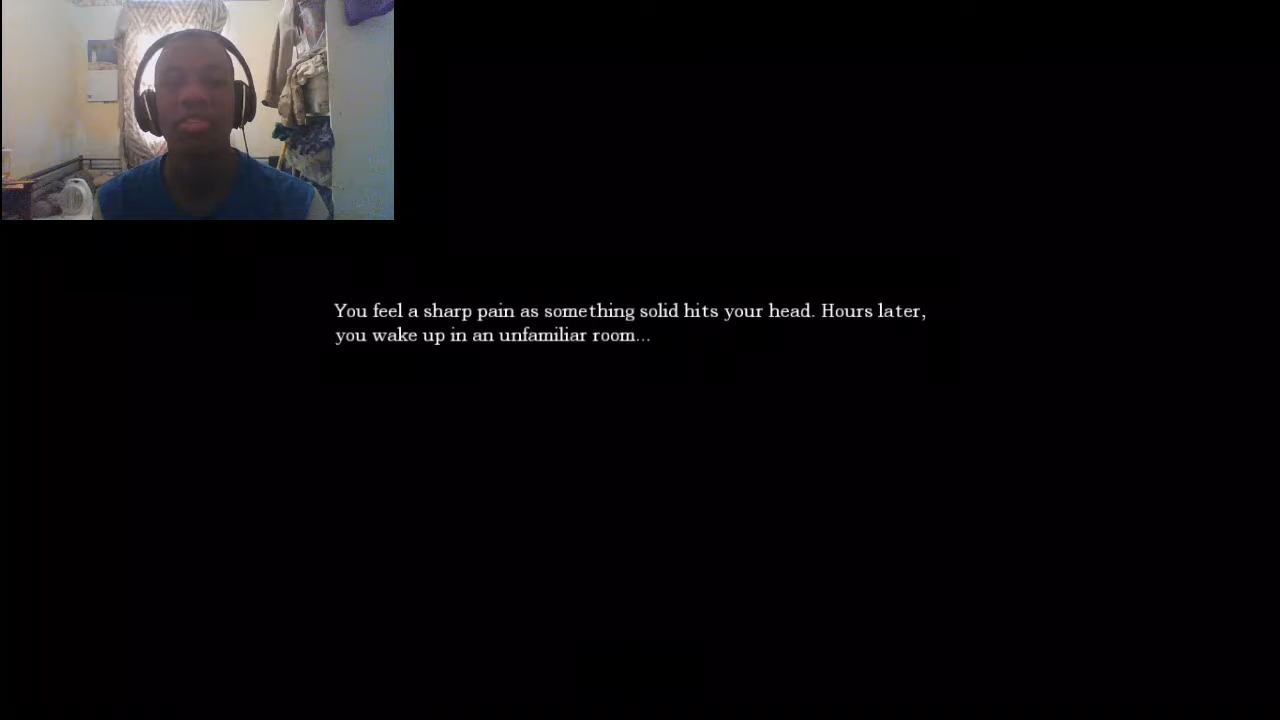 You feel a sharp pain as something solid hits your head. Hours later,
you wake up in an unfamiliar room...